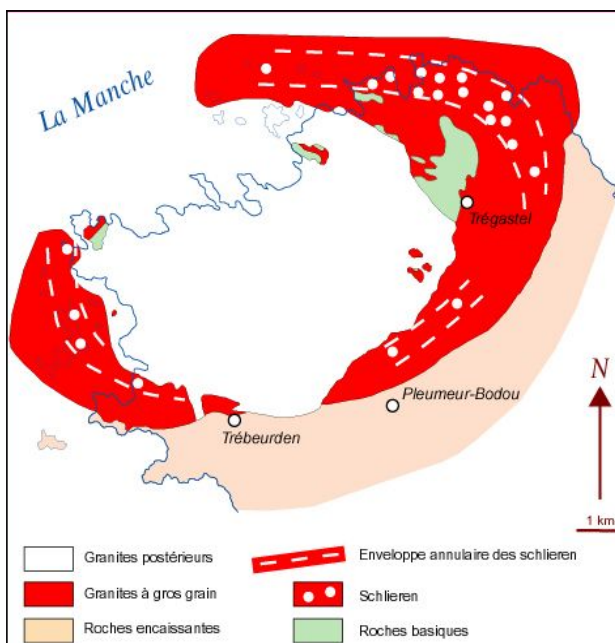 La Manche
Trégastel
Pleumeur-Bodou
Trébeurden
N
1 km
Granites postérieurs
Enveloppe annulaire des schlieren
Granites à gros grain
Schlieren
Roches encaissantes
Roches basiques